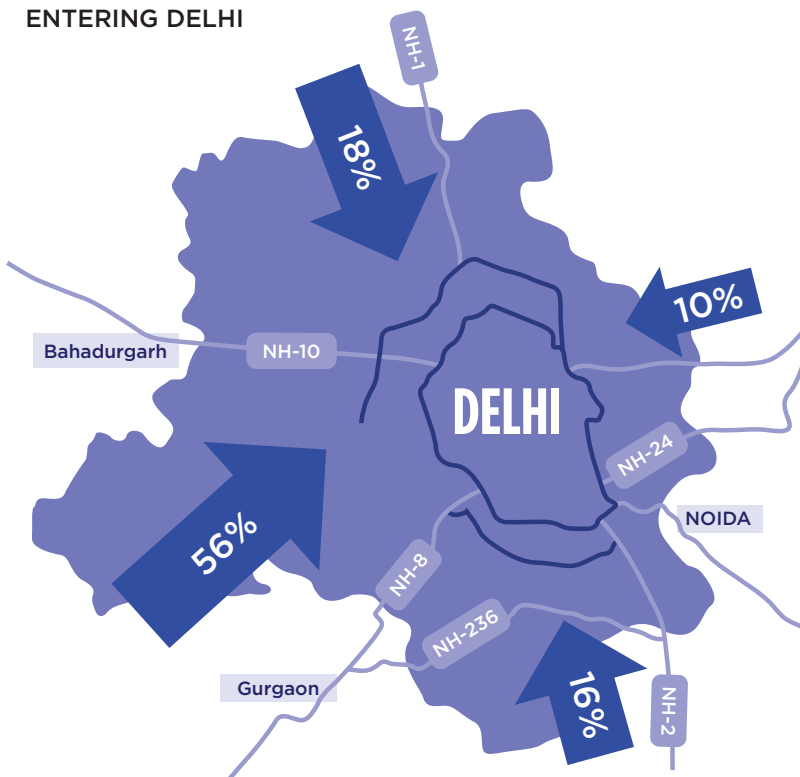 ENTERING DELHI
NH-1
18%
10%
Bahadurgarh
NH-10
DELHI
NH-24
56%
NOIDA
NH-8
NH-236
Gurgaon
16%
NH-2